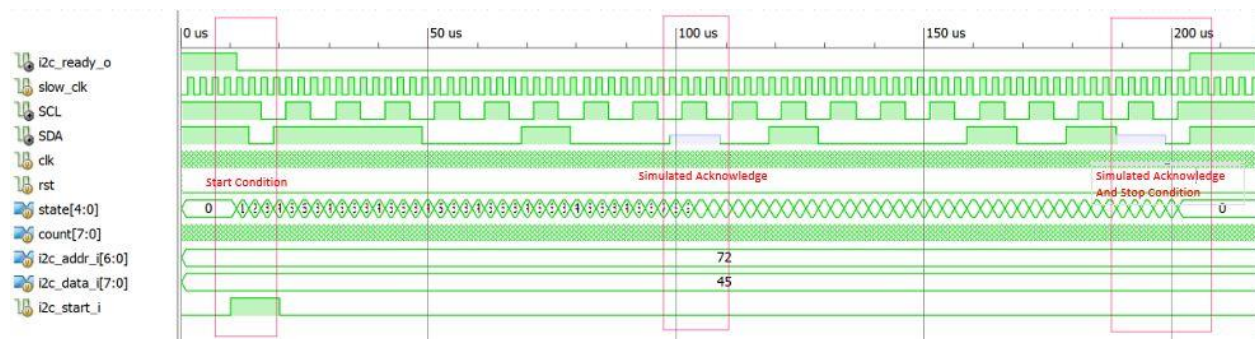 0 us
50 us
100 us
150 us
200 us
i2c_ready_o
slow_clk
SCL
SDA
clk
rst
Start Condition
Simulated Acknowledge
Simulated Acknowledge
And Stop Condition
state[4:0]
0
0
count[7:0]
i2c_addr_i[6:0]
72
i2c_data_i[7:0]
45
i2c_start_i